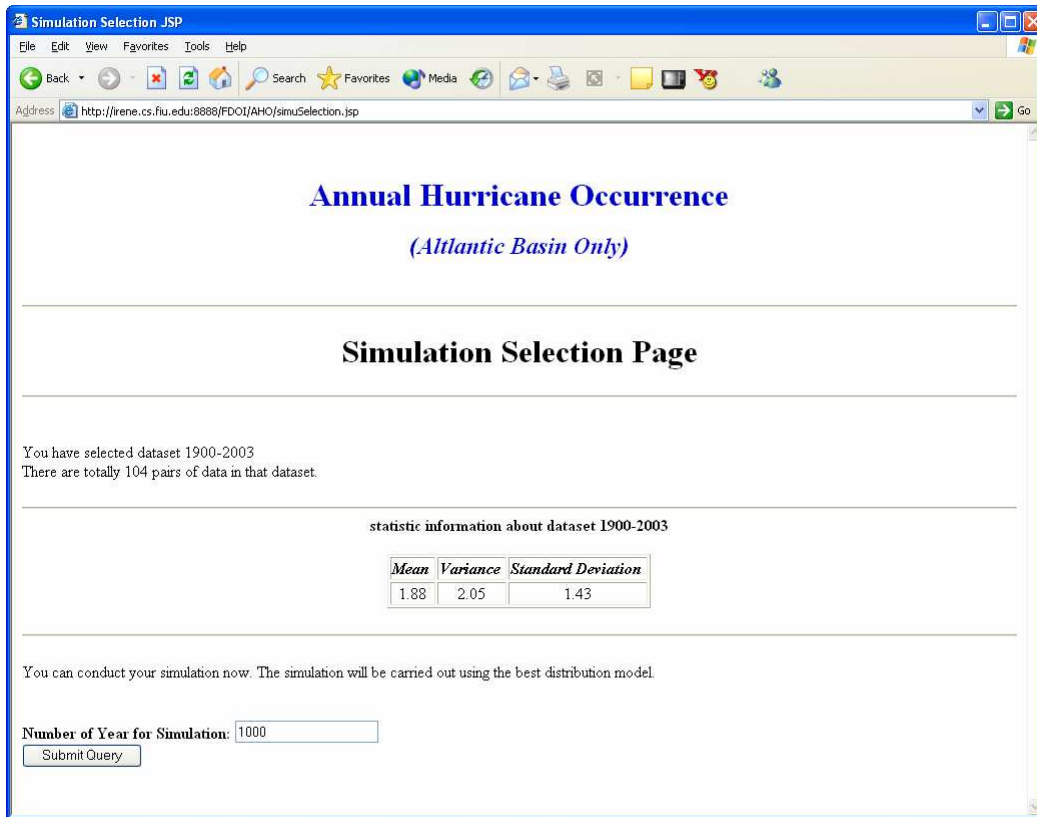 Simulation Selection JSP
File Edit View Favorites Tools Help
Back Search Favorites Media
Address http://irene.cs.fiu.edu:8888/FDOI/AHO/simuSelection.jsp Go
Annual Hurricane Occurrence
(Altlantic Basin Only)
Simulation Selection Page
You have selected dataset 1900-2003
There are totally 104 pairs of data in that dataset.
statistic information about dataset 1900-2003
Mean Variance Standard Deviation
1.88 2.05 1.43
You can conduct your simulation now. The simulation will be carried out using the best distribution model.
Number of Year for Simulation: 1000
Submit Query